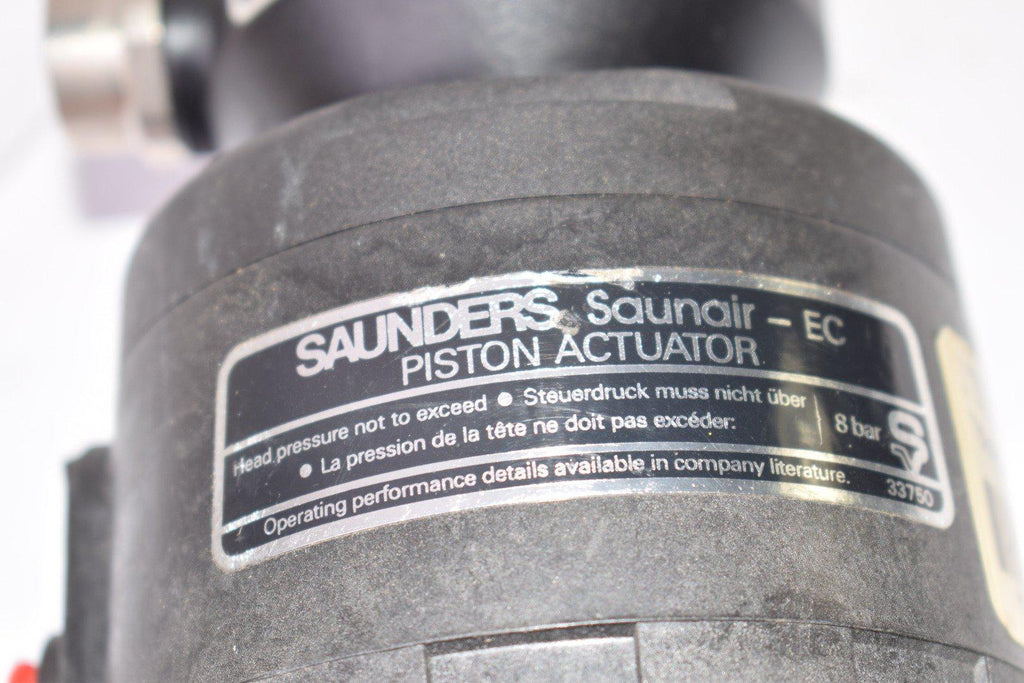 SAUNDERS Saunair - EC
PISTON ACTUATOR
Head pressure not to exceed ● Steuerdruck muss nicht über
● La pression de la tête ne doit pas excéder:
8 bar
Operating performance details available in company literature.
33750